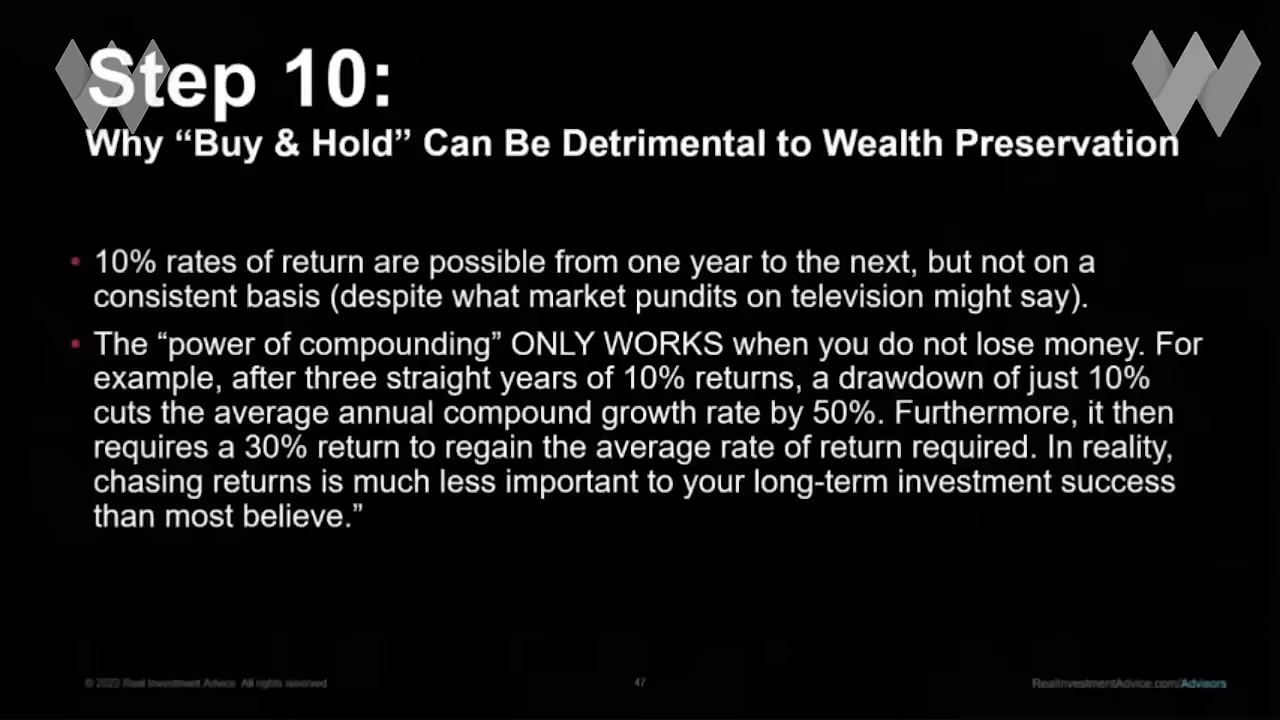 Step 10:
Why “Buy & Hold” Can Be Detrimental to Wealth Preservation
• 10% rates of return are possible from one year to the next, but not on a
consistent basis (despite what market pundits on television might say).
• The “power of compounding” ONLY WORKS when you do not lose money. For
example, after three straight years of 10% returns, a drawdown of just 10%
cuts the average annual compound growth rate by 50%. Furthermore, it then
requires a 30% return to regain the average rate of return required. In reality,
chasing returns is much less important to your long-term investment success
than most believe.”
© 2022 Real Investment Advice. All rights reserved
47
RealInvestmentAdvice.com/Advisors